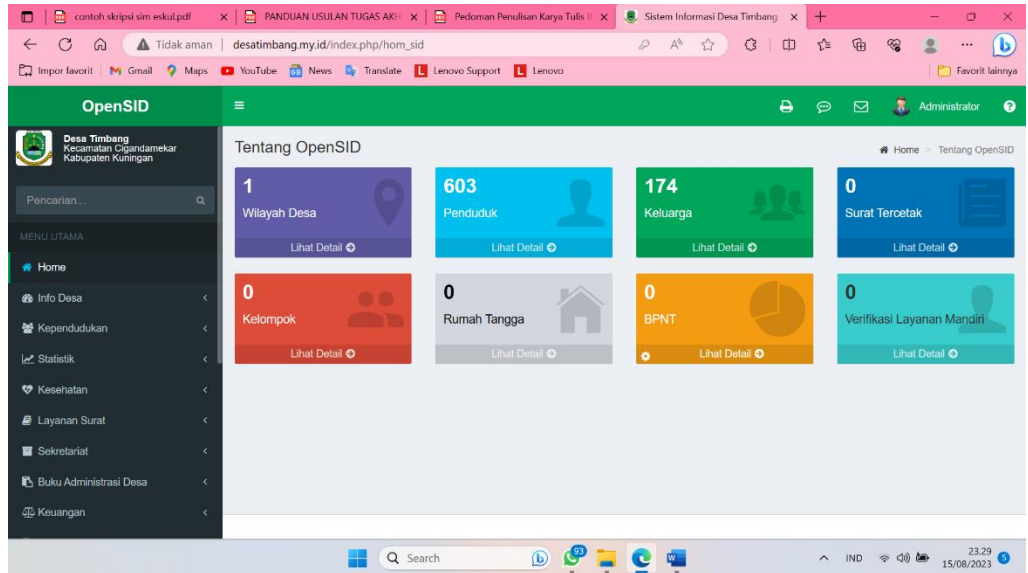 contoh skripsi sim eskul.pdf
PANDUAN USULAN TUGAS AKH
Pedoman Penulisan Karya Tulis Il
Sistem Informasi Desa Timbang
Tidak aman
desatimbang.my.id/index.php/hom_sid
Impor favorit
Gmail
Maps
YouTube
News
Translate
Lenovo Support
Lenovo
Favorit lainnya
OpenSID
Administrator
Desa Timbang
Kecamatan Cigandamekar
Kabupaten Kuningan
Pencarian...
MENU UTAMA
Home
Info Desa
Kependudukan
Statistik
Kesehatan
Layanan Surat
Sekretariat
Buku Administrasi Desa
Keuangan
Tentang OpenSID
Home > Tentang OpenSID
1
Wilayah Desa
Lihat Detail
603
Penduduk
Lihat Detail
174
Keluarga
Lihat Detail
0
Surat Tercetak
Lihat Detail
0
Kelompok
Lihat Detail
0
Rumah Tangga
Lihat Detail
0
BPNT
Lihat Detail
0
Verifikasi Layanan Mandiri
Lihat Detail
Search
93
IND
23.29
15/08/2023
5